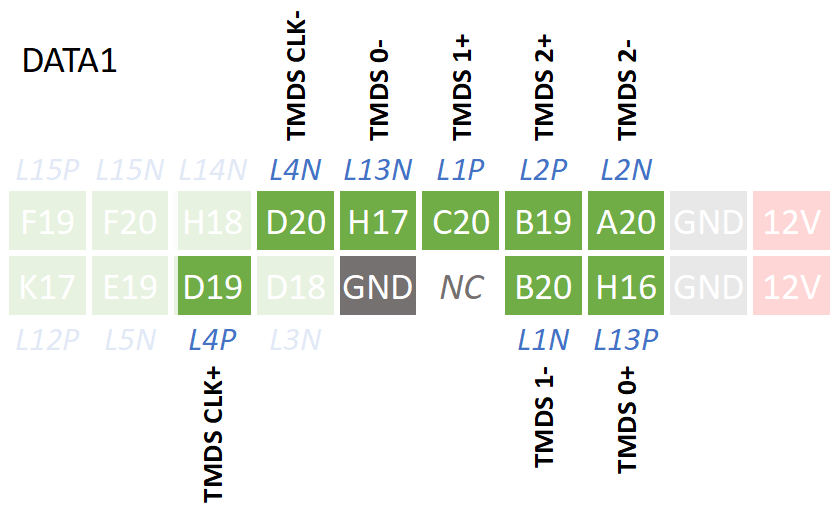 DATA1
TMDS CLK- TMDS 0- TMDS 1+ TMDS 2+ TMDS 2-
L15P L15N L14N L4N L13N L1P L2P L2N
F19 F20 H18 D20 H17 C20 B19 A20 GND 12V
K17 E19 D19 D18 GND NC B20 H16 GND 12V
L12P L5N L4P L3N L1N L13P
TMDS CLK+ TMDS 1- TMDS 0+